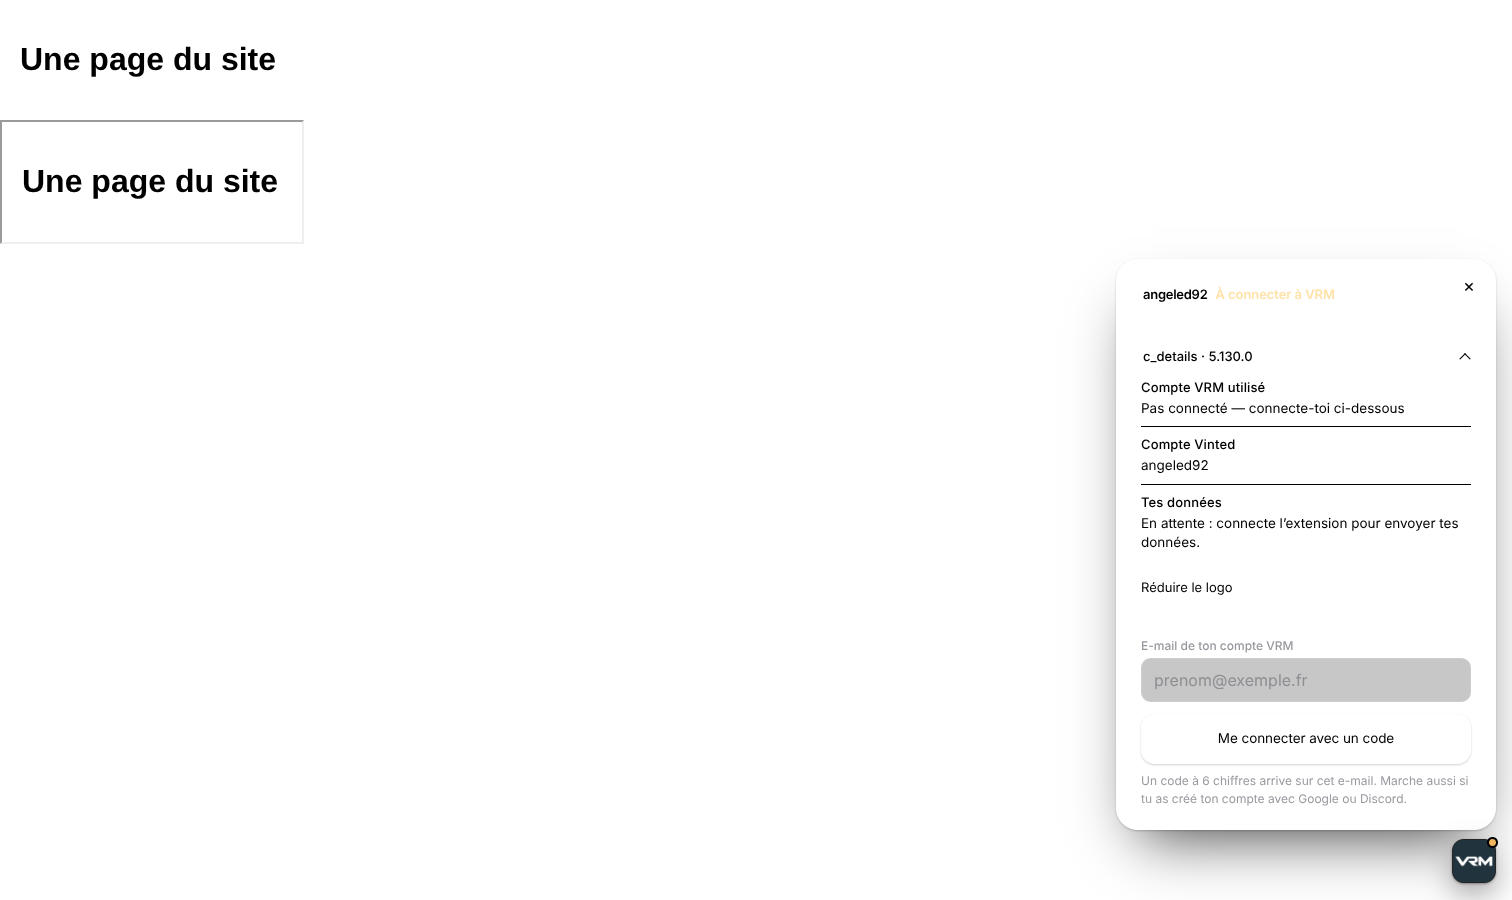 Une page du site
Une page du site
angeled92 À connecter à VRM
✕
c_details · 5.130.0
Compte VRM utilisé
Pas connecté — connecte-toi ci-dessous
Compte Vinted
angeled92
Tes données
En attente : connecte l’extension pour envoyer tes
données.
Réduire le logo
E-mail de ton compte VRM
prenom@exemple.fr
Me connecter avec un code
Un code à 6 chiffres arrive sur cet e-mail. Marche aussi si
tu as créé ton compte avec Google ou Discord.
VRM